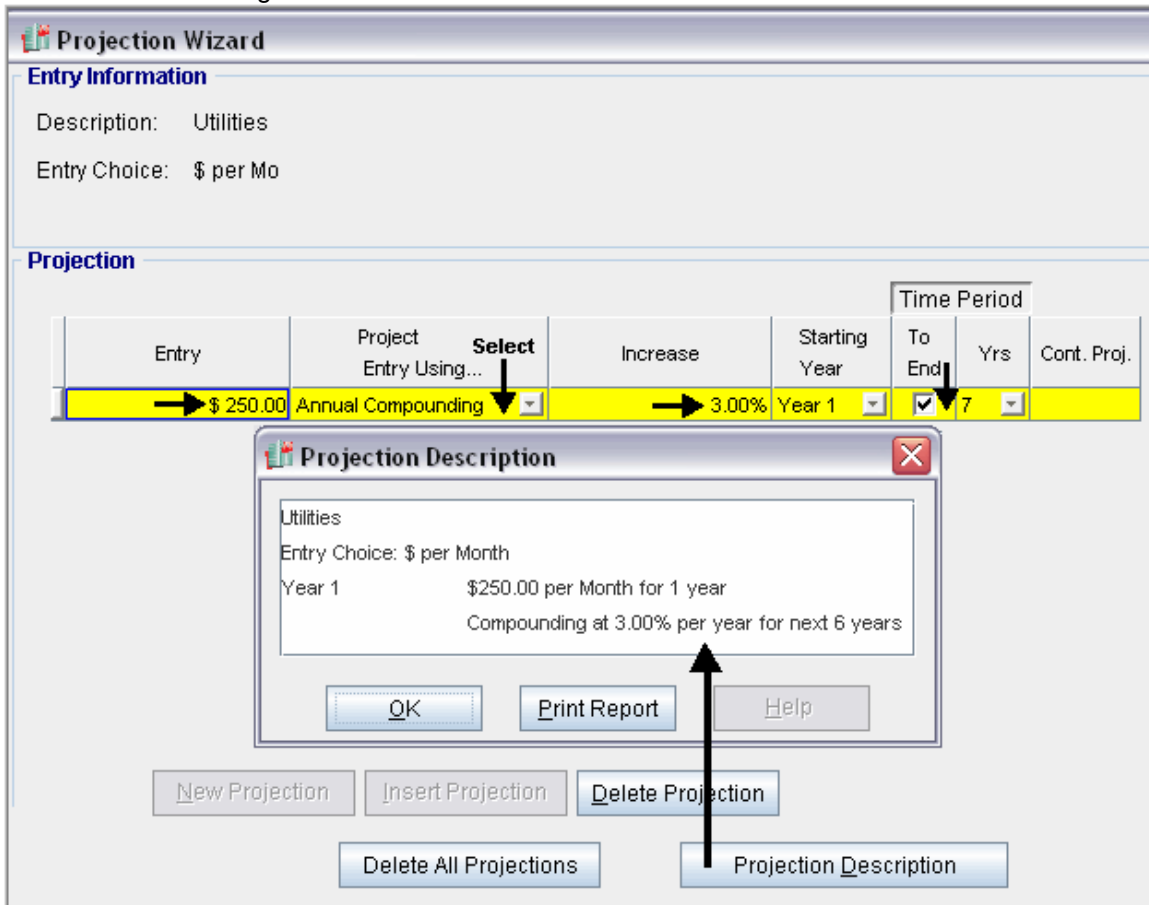 Projection Wizard
Entry Information
Description: Utilities
Entry Choice: $ per Mo
Projection
Time Period
Entry Project Entry Using... Select Increase Starting Year To End Yrs Cont. Proj.
$ 250.00 Annual Compounding 3.00% Year 1 7
Projection Description
Utilities
Entry Choice: $ per Month
Year 1 $250.00 per Month for 1 year
Compounding at 3.00% per year for next 6 years
OK Print Report Help
New Projection Insert Projection Delete Projection
Delete All Projections Projection Description